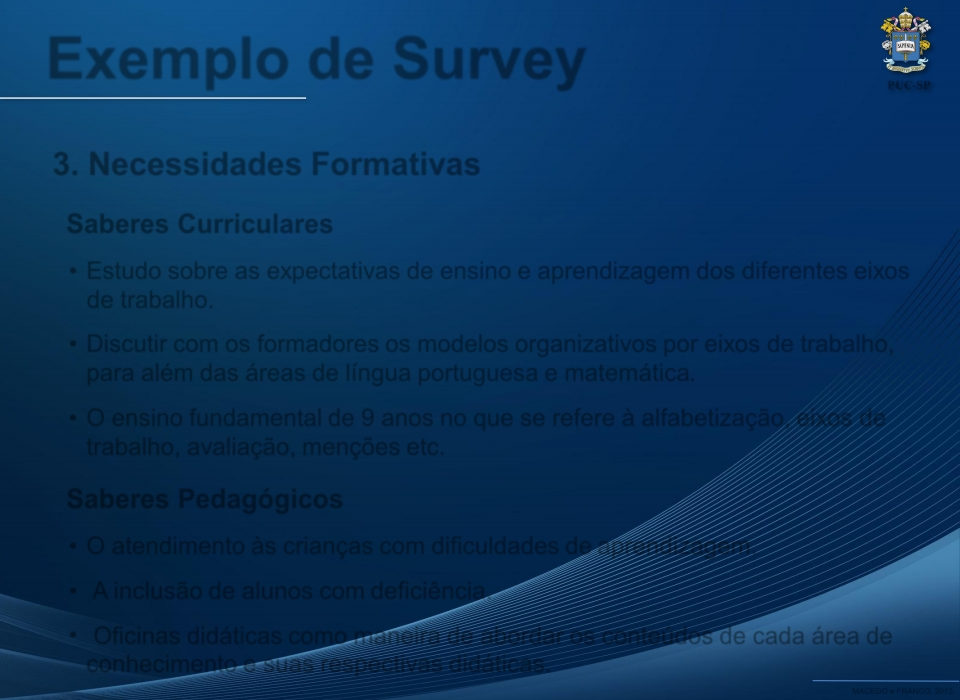 Exemplo de Survey
SAPIENTIA
PUC-SP
3. Necessidades Formativas
Saberes Curriculares
• Estudo sobre as expectativas de ensino e aprendizagem dos diferentes eixos
de trabalho.
• Discutir com os formadores os modelos organizativos por eixos de trabalho,
para além das áreas de língua portuguesa e matemática.
• O ensino fundamental de 9 anos no que se refere à alfabetização, eixos de
trabalho, avaliação, menções etc.
Saberes Pedagógicos
• O atendimento às crianças com dificuldades de aprendizagem.
• A inclusão de alunos com deficiência.
• Oficinas didáticas como maneira de abordar os conteúdos de cada área de
conhecimento e suas respectivas didáticas.
MACEDO e FRANCO, 2012